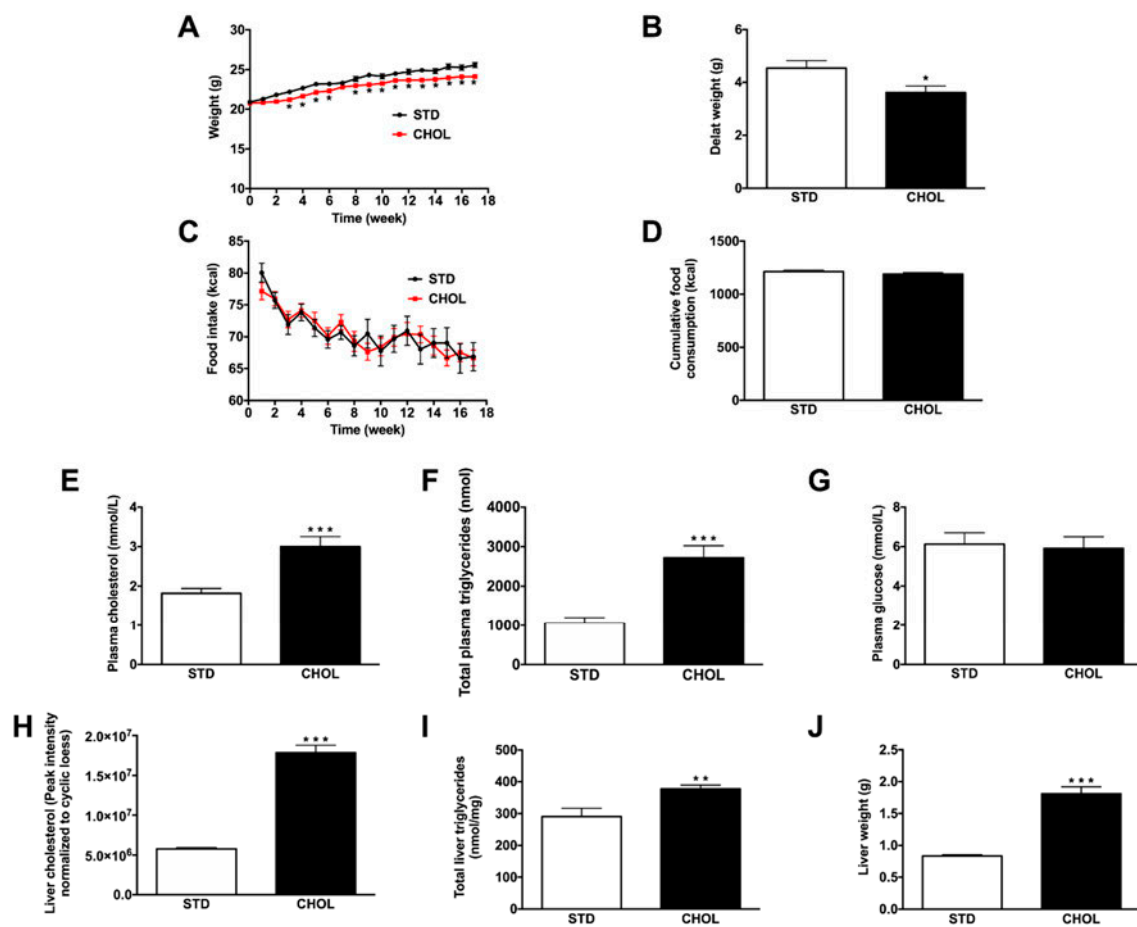 A
Weight (g)
30
25
20
15
10
0 2 4 6 8 10 12 14 16 18
Time (week)
STD
CHOL
* * * * * * * * * * * * * *
B
Delat weight (g)
6
4
2
0
*
STD CHOL
C
Food intake (kcal)
85
80
75
70
65
60
0 2 4 6 8 10 12 14 16 18
Time (week)
STD
CHOL
D
Cumulative food
consumption (kcal)
1500
1000
500
0
STD CHOL
E
Plasma cholesterol (mmol/L)
4
3
2
1
0
***
STD CHOL
F
Total plasma triglycerides (nmol)
4000
3000
2000
1000
0
***
STD CHOL
G
Plasma glucose (mmol/L)
8
6
4
2
0
STD CHOL
H
Liver cholesterol (Peak intensity
normalized to cyclic loess)
2.0×10⁷
1.5×10⁷
1.0×10⁷
5.0×10⁶
0.0
***
STD CHOL
I
Total liver triglycerides
(nmol/mg)
500
400
300
200
100
0
**
STD CHOL
J
Liver weight (g)
2.5
2.0
1.5
1.0
0.5
0.0
***
STD CHOL